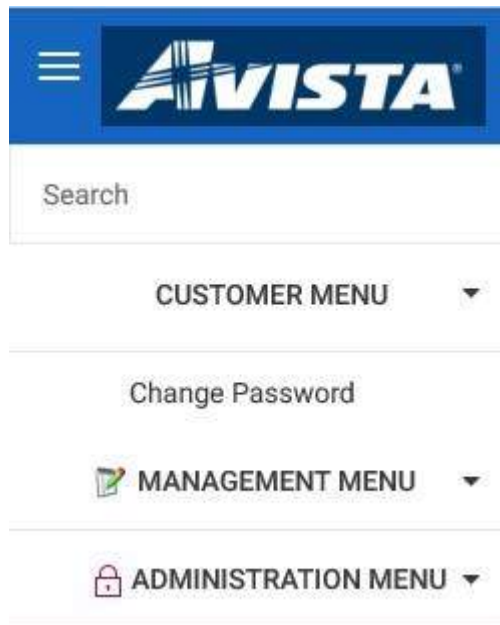 AVISTA
Search
CUSTOMER MENU
Change Password
MANAGEMENT MENU
ADMINISTRATION MENU